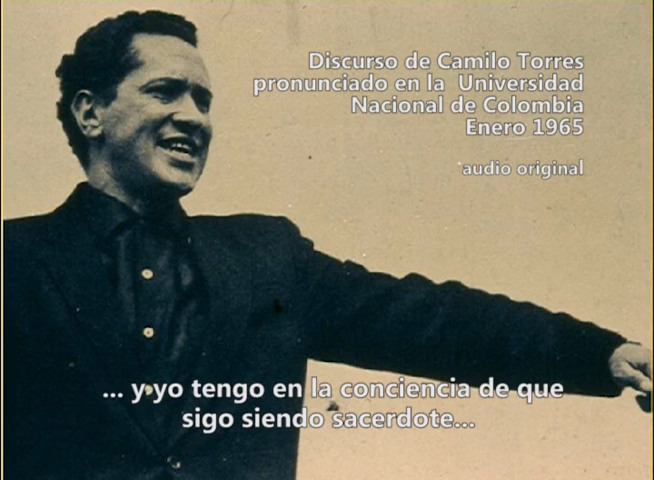 Discurso de Camilo Torres
pronunciado en la Universidad
Nacional de Colombia
Enero 1965
audio original
... y yo tengo en la conciencia de que
sigo siendo sacerdote...